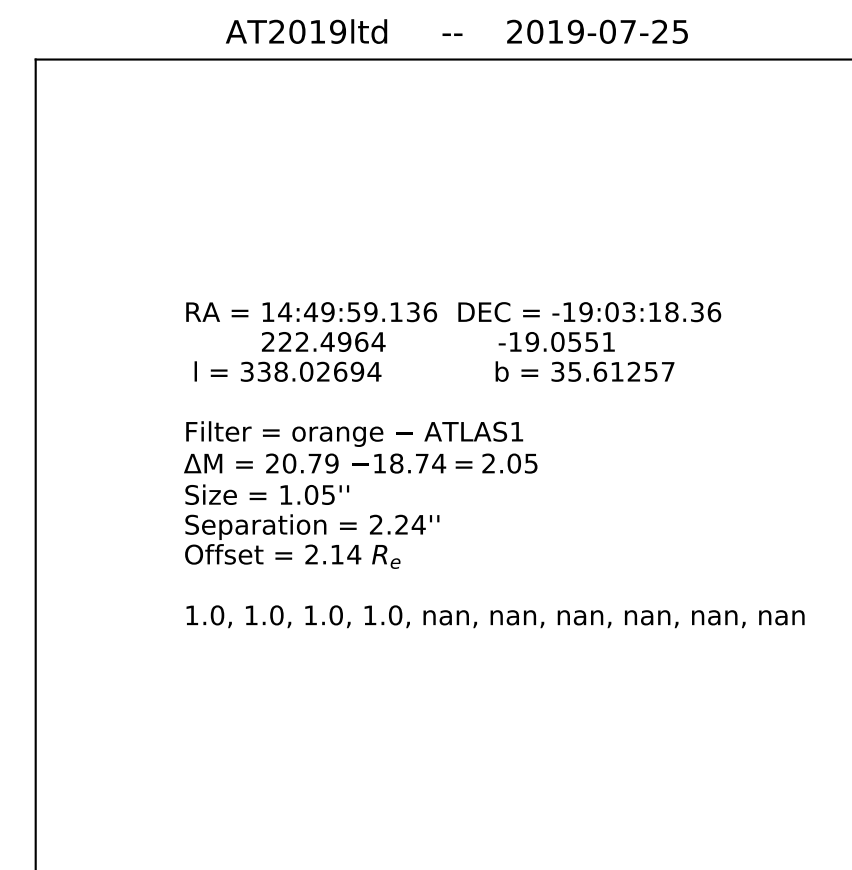 AT2019ltd -- 2019-07-25
RA = 14:49:59.136 DEC = -19:03:18.36
222.4964 -19.0551
l = 338.02694 b = 35.61257
Filter = orange − ATLAS1
ΔM = 20.79 −18.74 = 2.05
Size = 1.05''
Separation = 2.24''
Offset = 2.14 Rₑ
1.0, 1.0, 1.0, 1.0, nan, nan, nan, nan, nan, nan